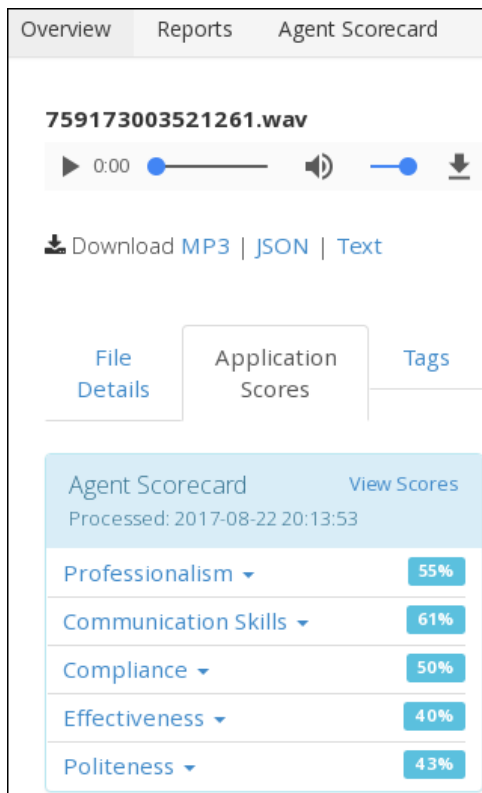 Overview Reports Agent Scorecard
759173003521261.wav
0:00
Download MP3 | JSON | Text
File Details Application Scores Tags
Agent Scorecard View Scores
Processed: 2017-08-22 20:13:53
Professionalism 55%
Communication Skills 61%
Compliance 50%
Effectiveness 40%
Politeness 43%